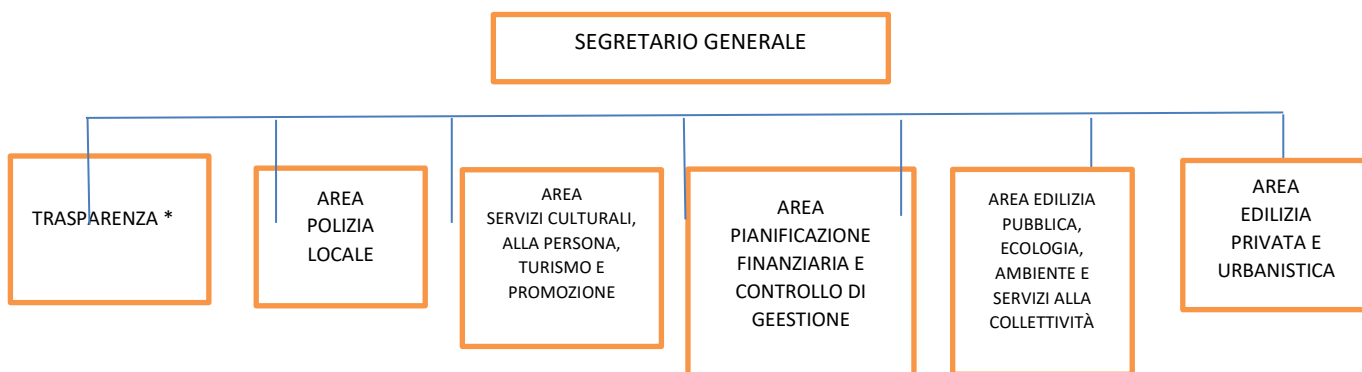 SEGRETARIO GENERALE
TRASPARENZA *
AREA
POLIZIA
LOCALE
AREA
SERVIZI CULTURALI,
ALLA PERSONA,
TURISMO E
PROMOZIONE
AREA
PIANIFICAZIONE
FINANZIARIA E
CONTROLLO DI
GEESTIONE
AREA EDILIZIA
PUBBLICA,
ECOLOGIA,
AMBIENTE E
SERVIZI ALLA
COLLETTIVITÀ
AREA
EDILIZIA
PRIVATA E
URBANISTICA